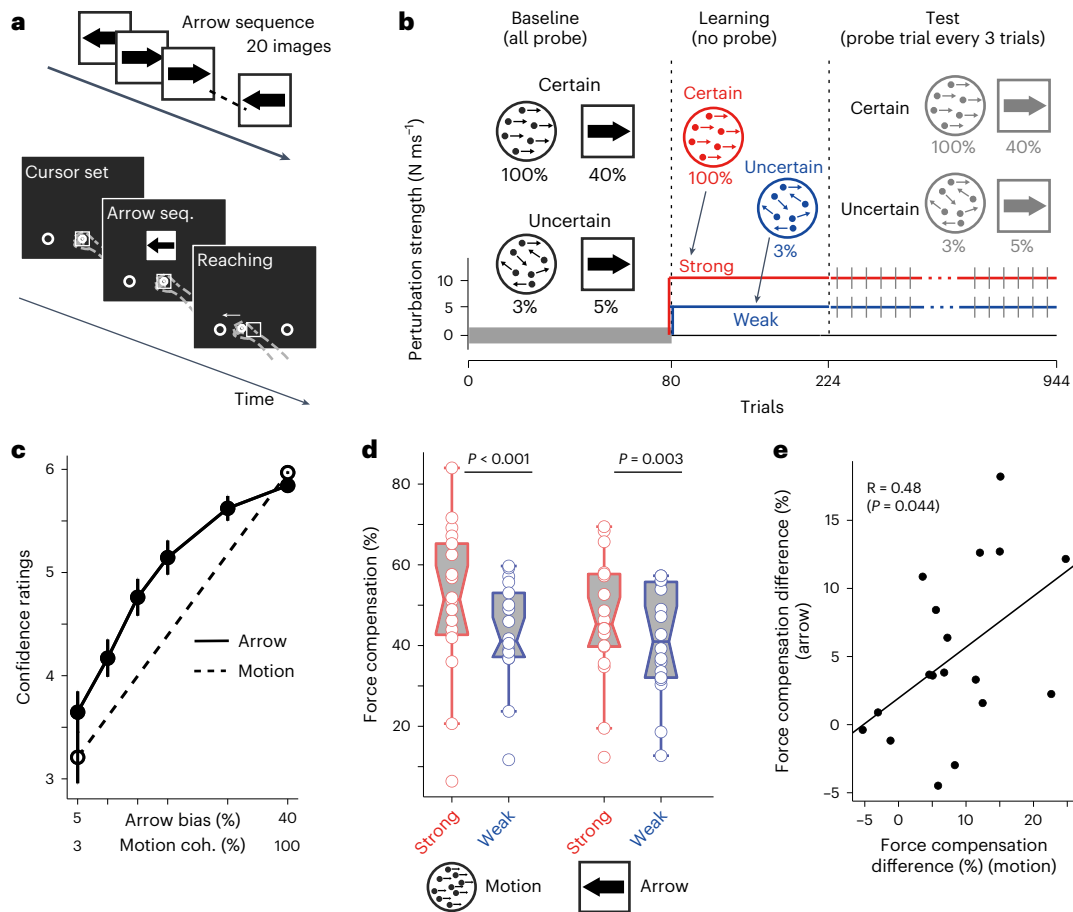 a
Arrow sequence
20 images
Cursor set
Arrow seq.
Reaching
Time
b
Baseline
(all probe)
Learning
(no probe)
Test
(probe trial every 3 trials)
Certain
100%
40%
Uncertain
3%
5%
Certain
100%
Uncertain
3%
Certain
100%
40%
Uncertain
3%
5%
Strong
Weak
Perturbation strength (N ms⁻¹)
10
5
0
0
80
224
944
Trials
c
Confidence ratings
6
5
4
3
Arrow
Motion
5
Arrow bias (%)
40
3
Motion coh. (%)
100
d
P < 0.001
P = 0.003
Force compensation (%)
80
60
40
20
Strong
Weak
Strong
Weak
Motion
Arrow
e
R = 0.48
(P = 0.044)
Force compensation difference (%)
(arrow)
15
10
5
0
−5
−5
0
10
20
Force compensation
difference (%) (motion)